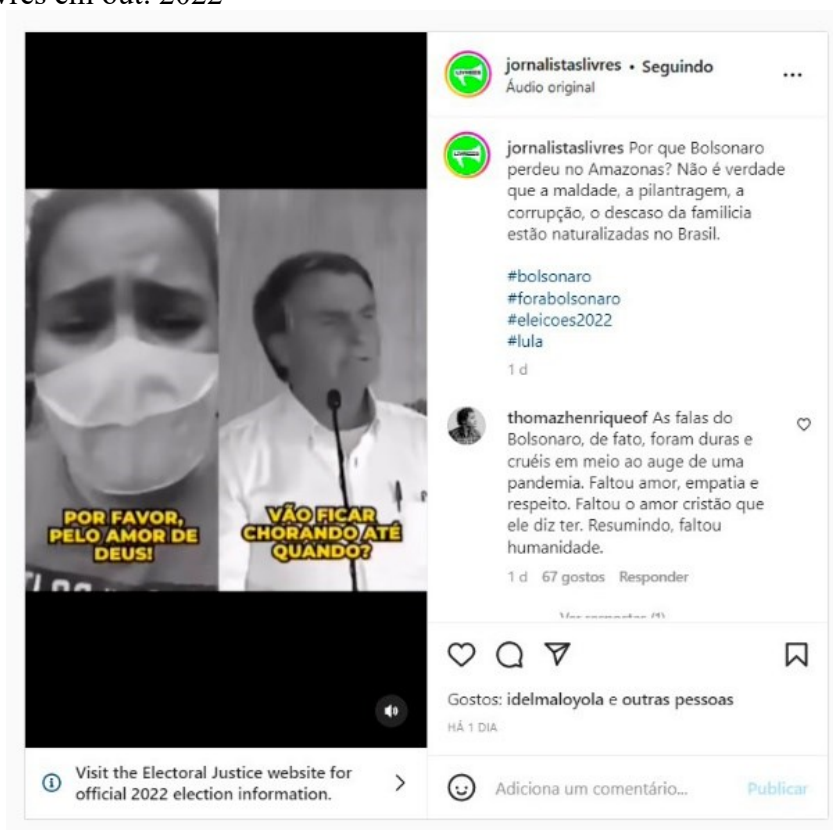 em out. 2022
jornalistaslivres • Seguindo
Áudio original
jornalistaslivres Por que Bolsonaro
perdeu no Amazonas? Não é verdade
que a maldade, a pilantragem, a
corrupção, o descaso da familicia
estão naturalizadas no Brasil.
#bolsonaro
#forabolsonaro
#eleicoes2022
#lula
1 d
thomazhenriqueof As falas do
Bolsonaro, de fato, foram duras e
cruéis em meio ao auge de uma
pandemia. Faltou amor, empatia e
respeito. Faltou o amor cristão que
ele diz ter. Resumindo, faltou
humanidade.
1 d 67 gostos Responder
POR FAVOR,
PELO AMOR DE
DEUS!
VÃO FICAR
CHORANDO ATÉ
QUANDO?
Gostos: idelmaloyola e outras pessoas
HÁ 1 DIA
Visit the Electoral Justice website for
official 2022 election information.
Adiciona um comentário...
Publicar